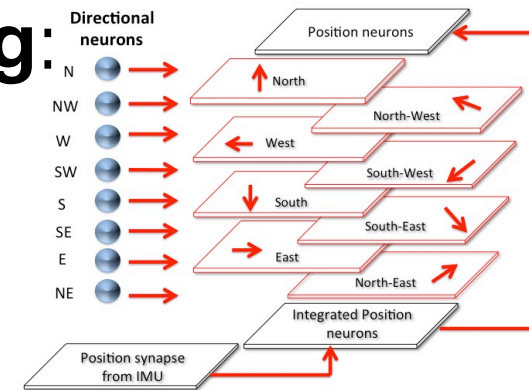 g:
Directional
neurons
Position neurons
N
North
NW
North-West
W
West
SW
South-West
S
South
SE
South-East
E
East
NE
North-East
Integrated Position
neurons
Position synapse
from IMU